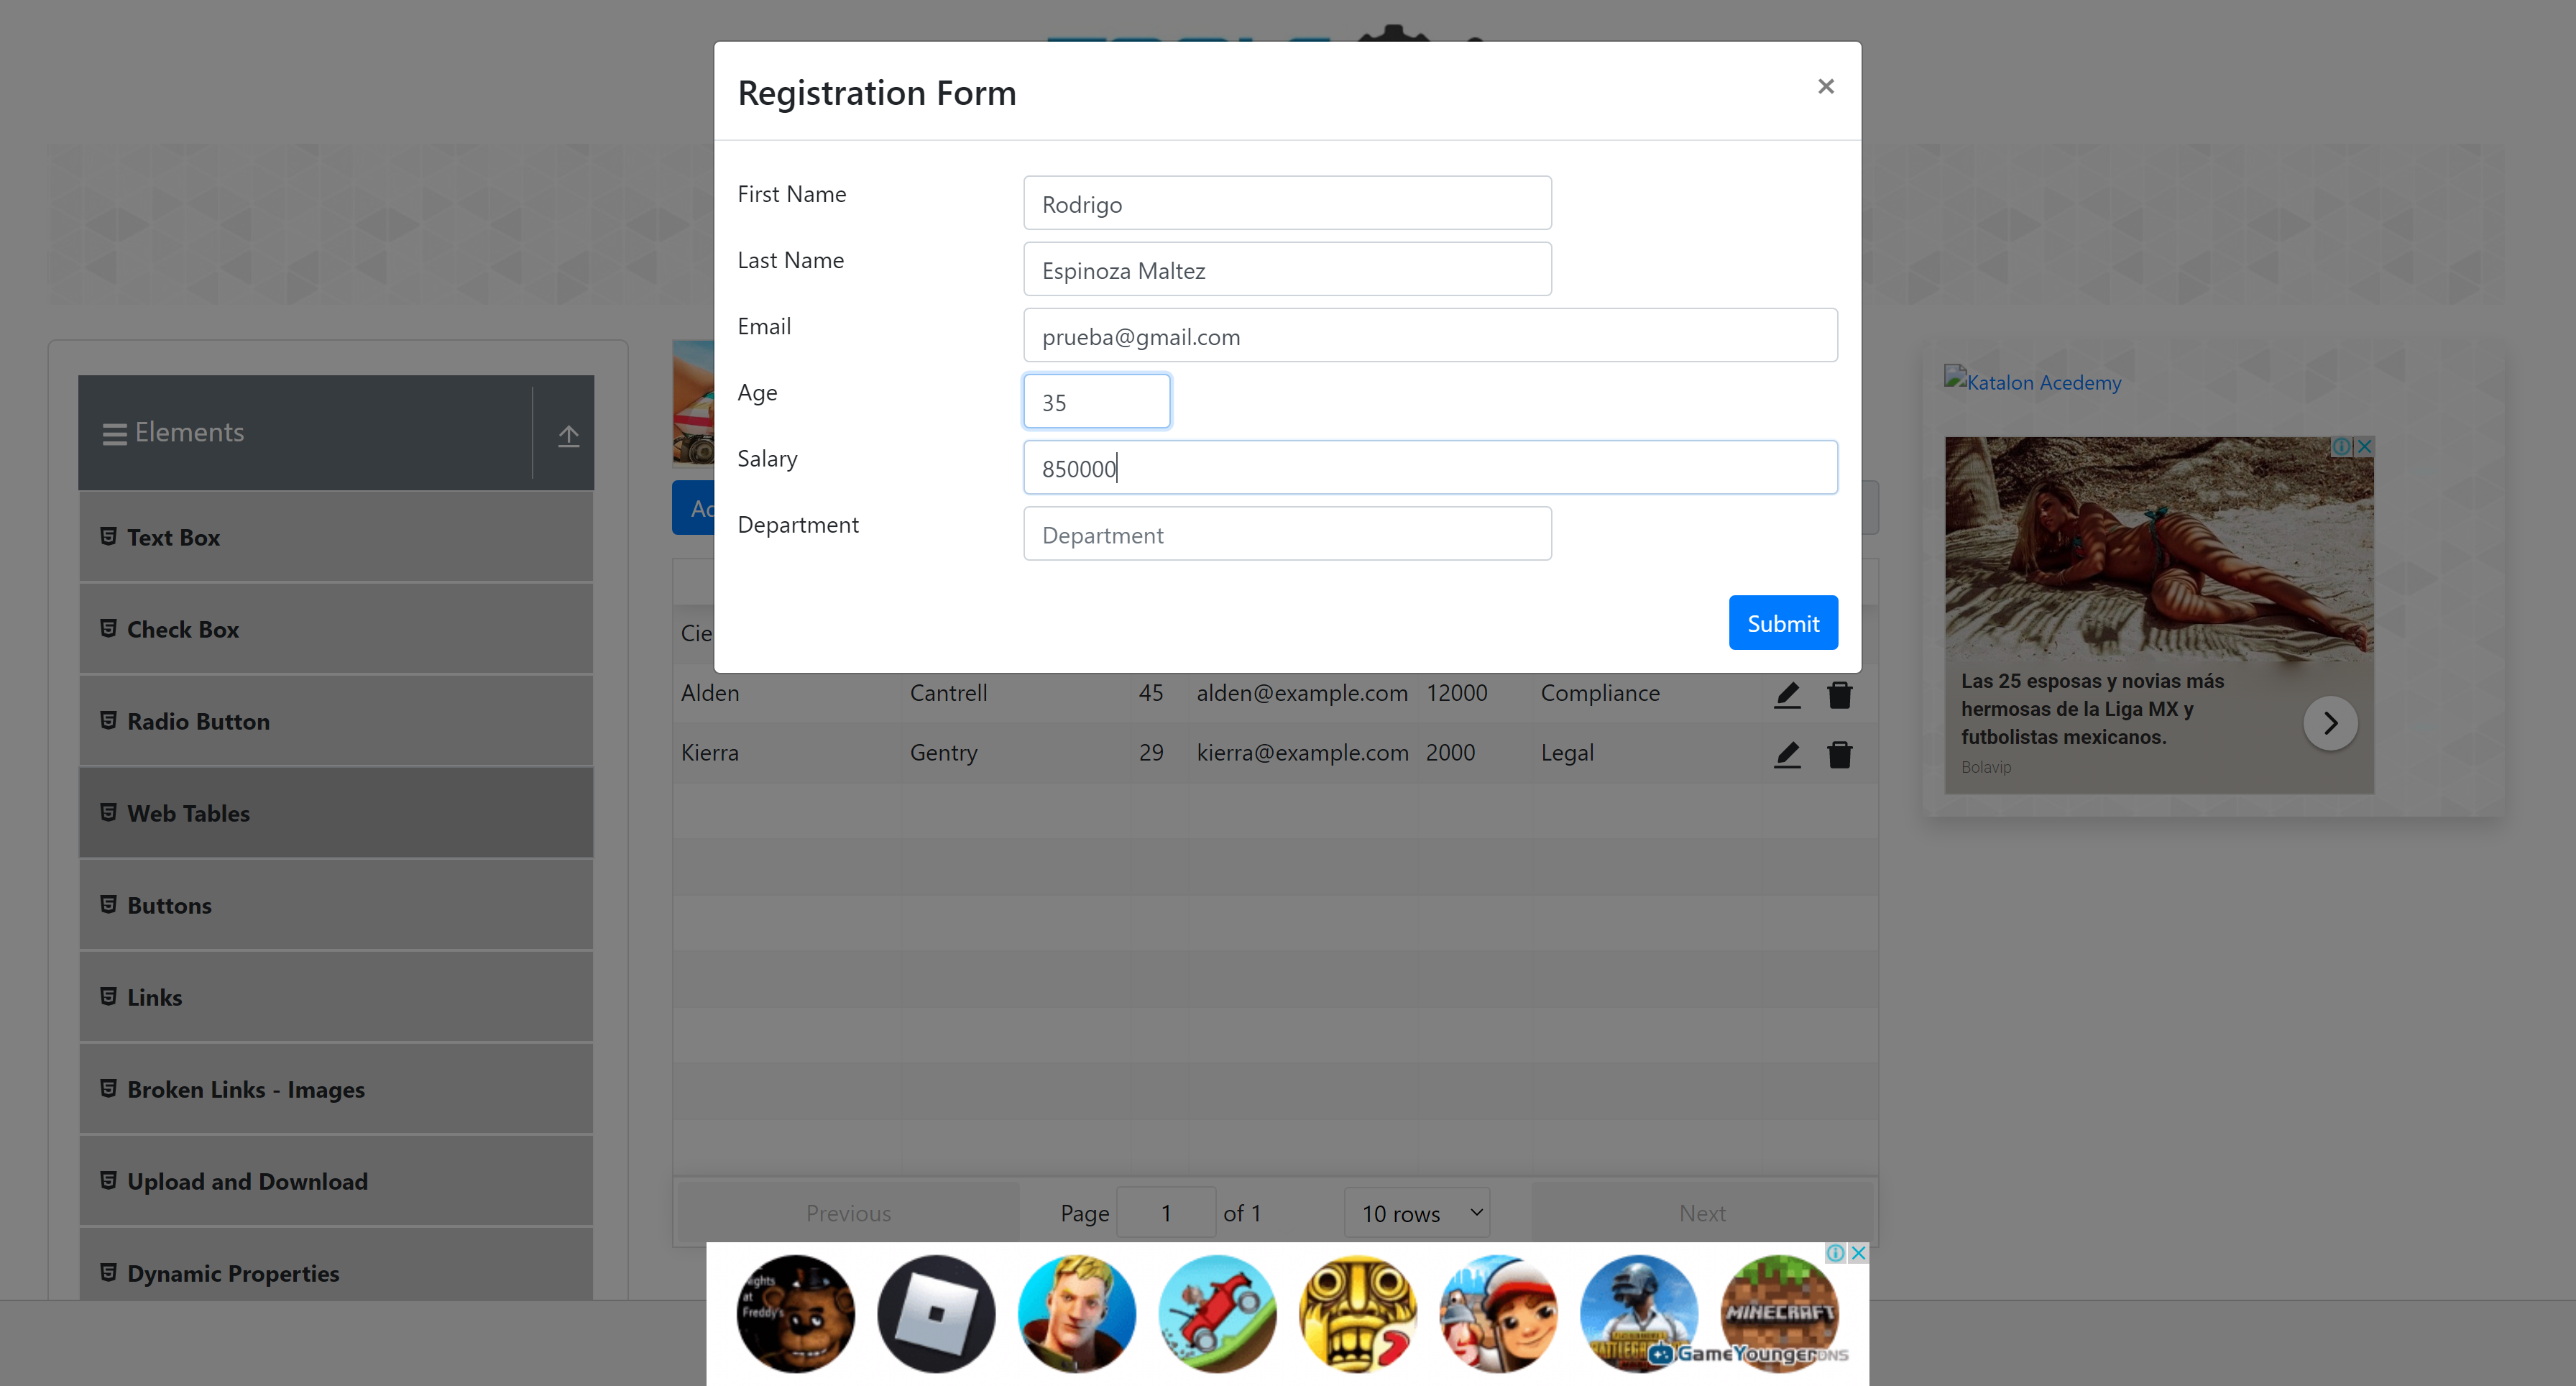 Registration Form ×
First Name Rodrigo
Last Name Espinoza Maltez
Email prueba@gmail.com
Age 35
Salary 850000
Department Department
Submit
Elements
Text Box
Check Box
Radio Button
Web Tables
Buttons
Links
Broken Links - Images
Upload and Download
Dynamic Properties
Alden Cantrell 45 alden@example.com 12000 Compliance
Kierra Gentry 29 kierra@example.com 2000 Legal
Previous Page 1 of 1 10 rows Next
Katalon Acedemy
Las 25 esposas y novias más
hermosas de la Liga MX y
futbolistas mexicanos.
Bolavip
at
Freddy's
MINECRAFT
GameYoungerons